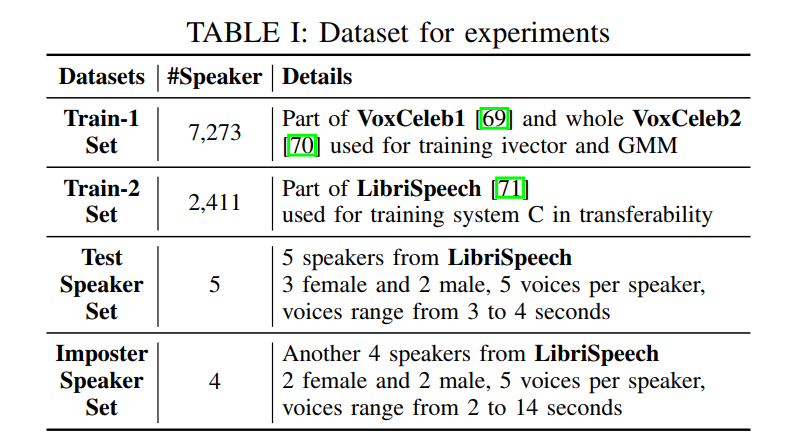 TABLE I: Dataset for experiments
Datasets #Speaker Details
Train-1 Set 7,273 Part of VoxCeleb1 [69] and whole VoxCeleb2
[70] used for training ivector and GMM
Train-2 Set 2,411 Part of LibriSpeech [71]
used for training system C in transferability
Test Speaker Set 5 5 speakers from LibriSpeech
3 female and 2 male, 5 voices per speaker,
voices range from 3 to 4 seconds
Imposter Speaker Set 4 Another 4 speakers from LibriSpeech
2 female and 2 male, 5 voices per speaker,
voices range from 2 to 14 seconds